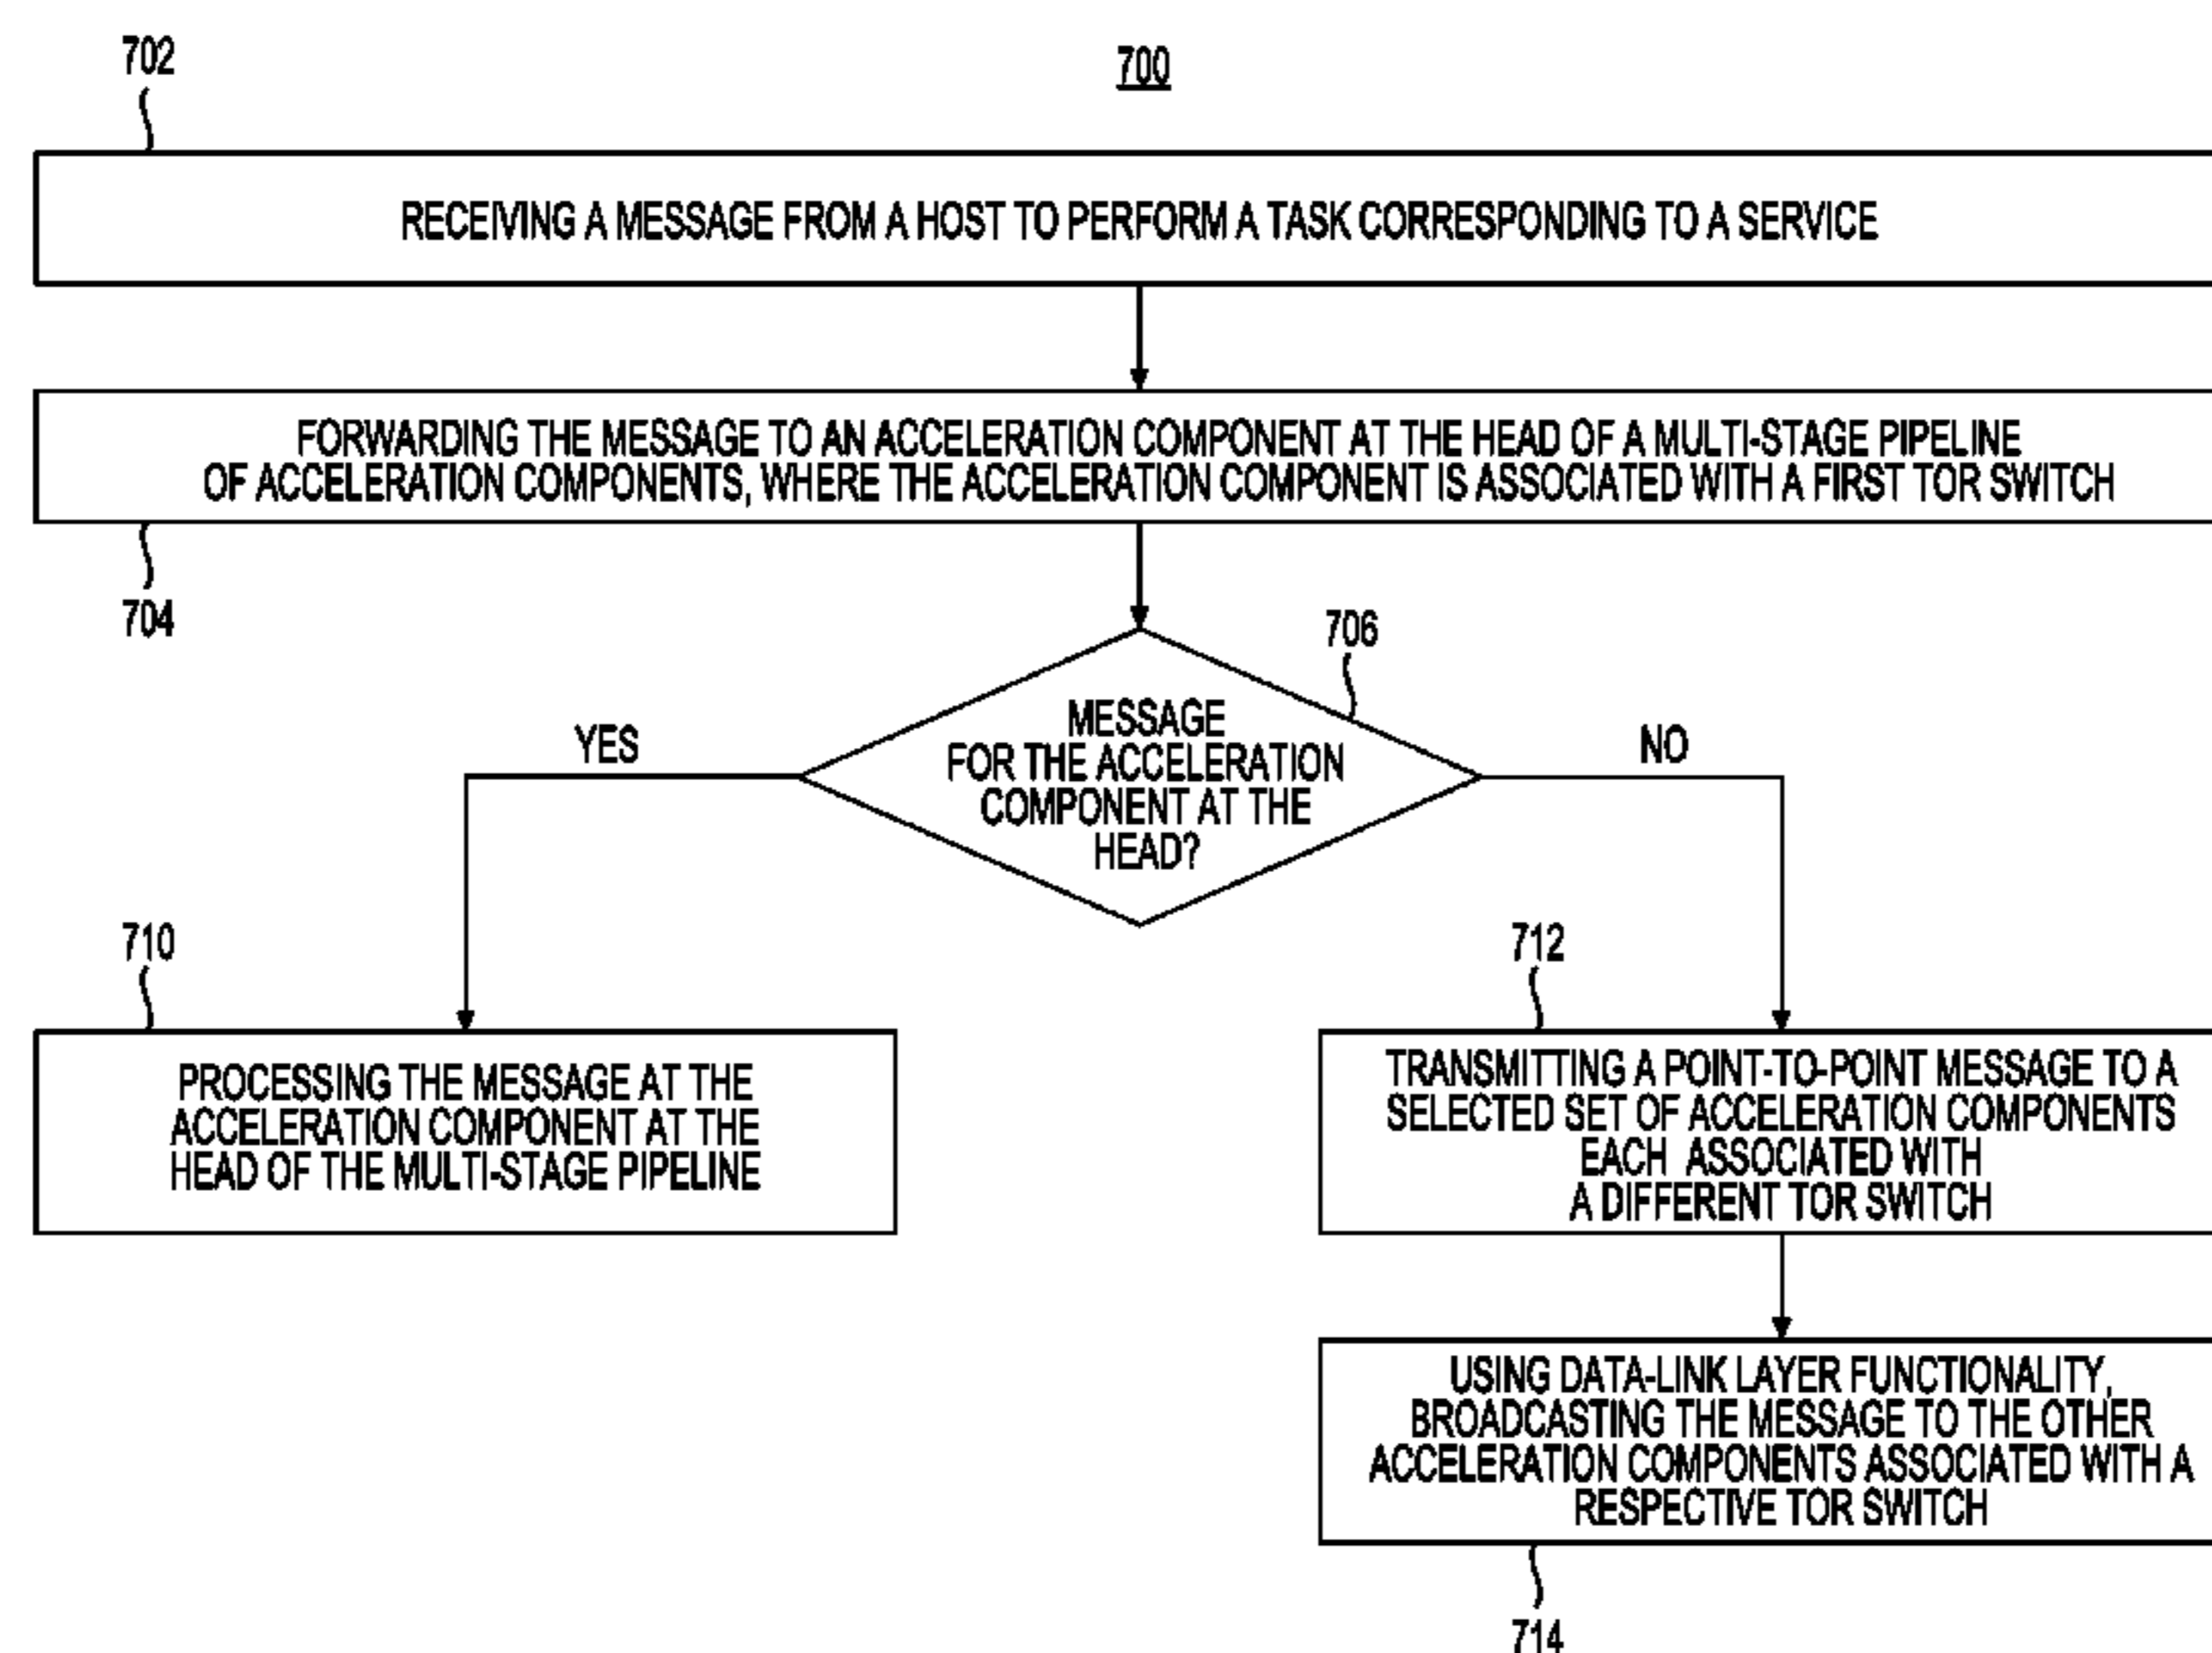 702
700
RECEIVING A MESSAGE FROM A HOST TO PERFORM A TASK CORRESPONDING TO A SERVICE
FORWARDING THE MESSAGE TO AN ACCELERATION COMPONENT AT THE HEAD OF A MULTI-STAGE PIPELINE
OF ACCELERATION COMPONENTS, WHERE THE ACCELERATION COMPONENT IS ASSOCIATED WITH A FIRST TOR SWITCH
704
706
MESSAGE
FOR THE ACCELERATION
COMPONENT AT THE
HEAD?
YES
NO
710
PROCESSING THE MESSAGE AT THE
ACCELERATION COMPONENT AT THE
HEAD OF THE MULTI-STAGE PIPELINE
712
TRANSMITTING A POINT-TO-POINT MESSAGE TO A
SELECTED SET OF ACCELERATION COMPONENTS
EACH ASSOCIATED WITH
A DIFFERENT TOR SWITCH
USING DATA-LINK LAYER FUNCTIONALITY,
BROADCASTING THE MESSAGE TO THE OTHER
ACCELERATION COMPONENTS ASSOCIATED WITH A
RESPECTIVE TOR SWITCH
714